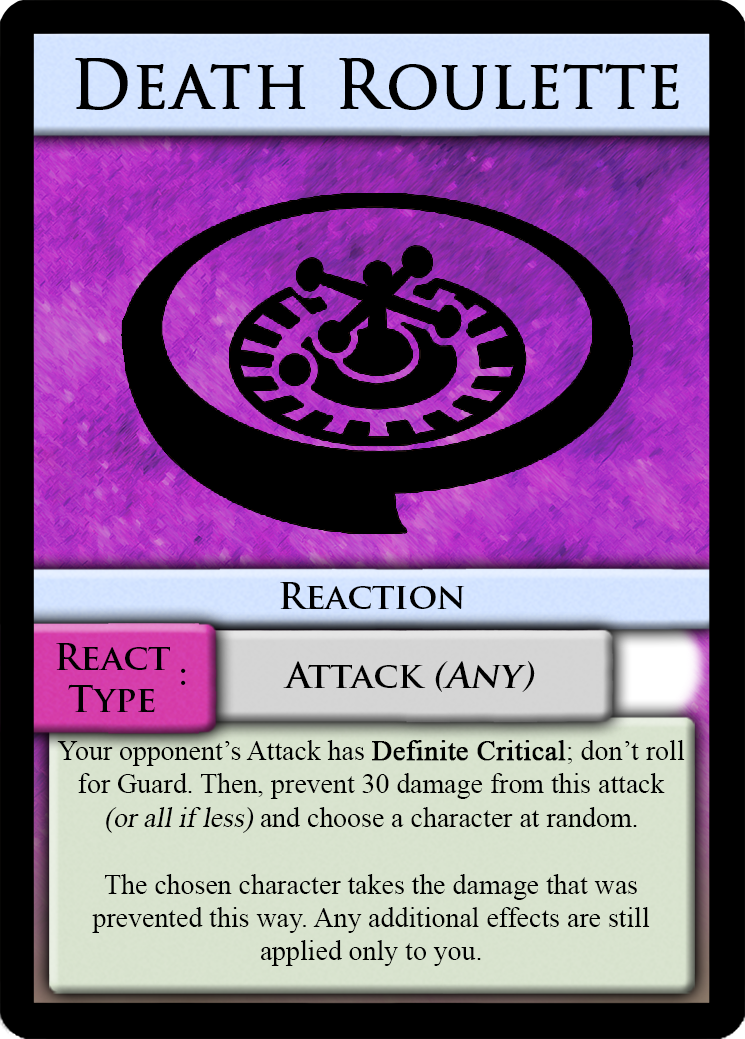 DEATH ROULETTE
REACTION
REACT
TYPE :
ATTACK (ANY)
Your opponent's Attack has Definite Critical; don't roll
for Guard. Then, prevent 30 damage from this attack
(or all if less) and choose a character at random.
The chosen character takes the damage that was
prevented this way. Any additional effects are still
applied only to you.